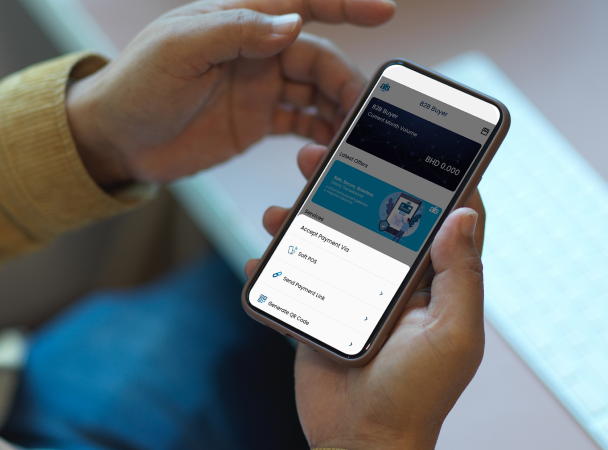 B2B Buyer
B2B Buyer
Current Month Volume
BHD 0.000
Latest Offers
Services
Accept Payment Via
Soft POS
Send Payment Link
Generate QR Code